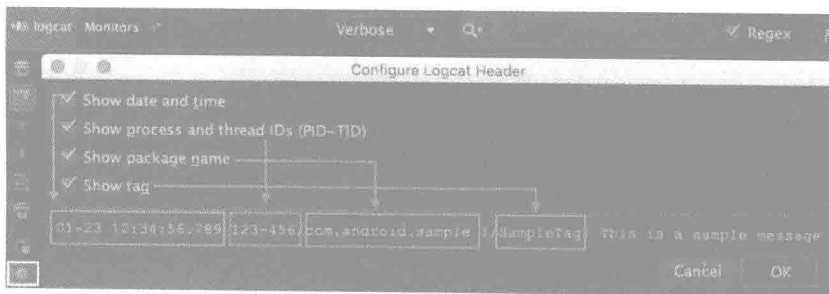 logcat Monitors Verbose Regex
Configure Logcat Header
Show date and time
Show process and thread IDs (PID-TID)
Show package name
Show tag
01-23 12:34:56.789 123-456/com.android.sample I/SampleTag: This is a sample message
Cancel OK